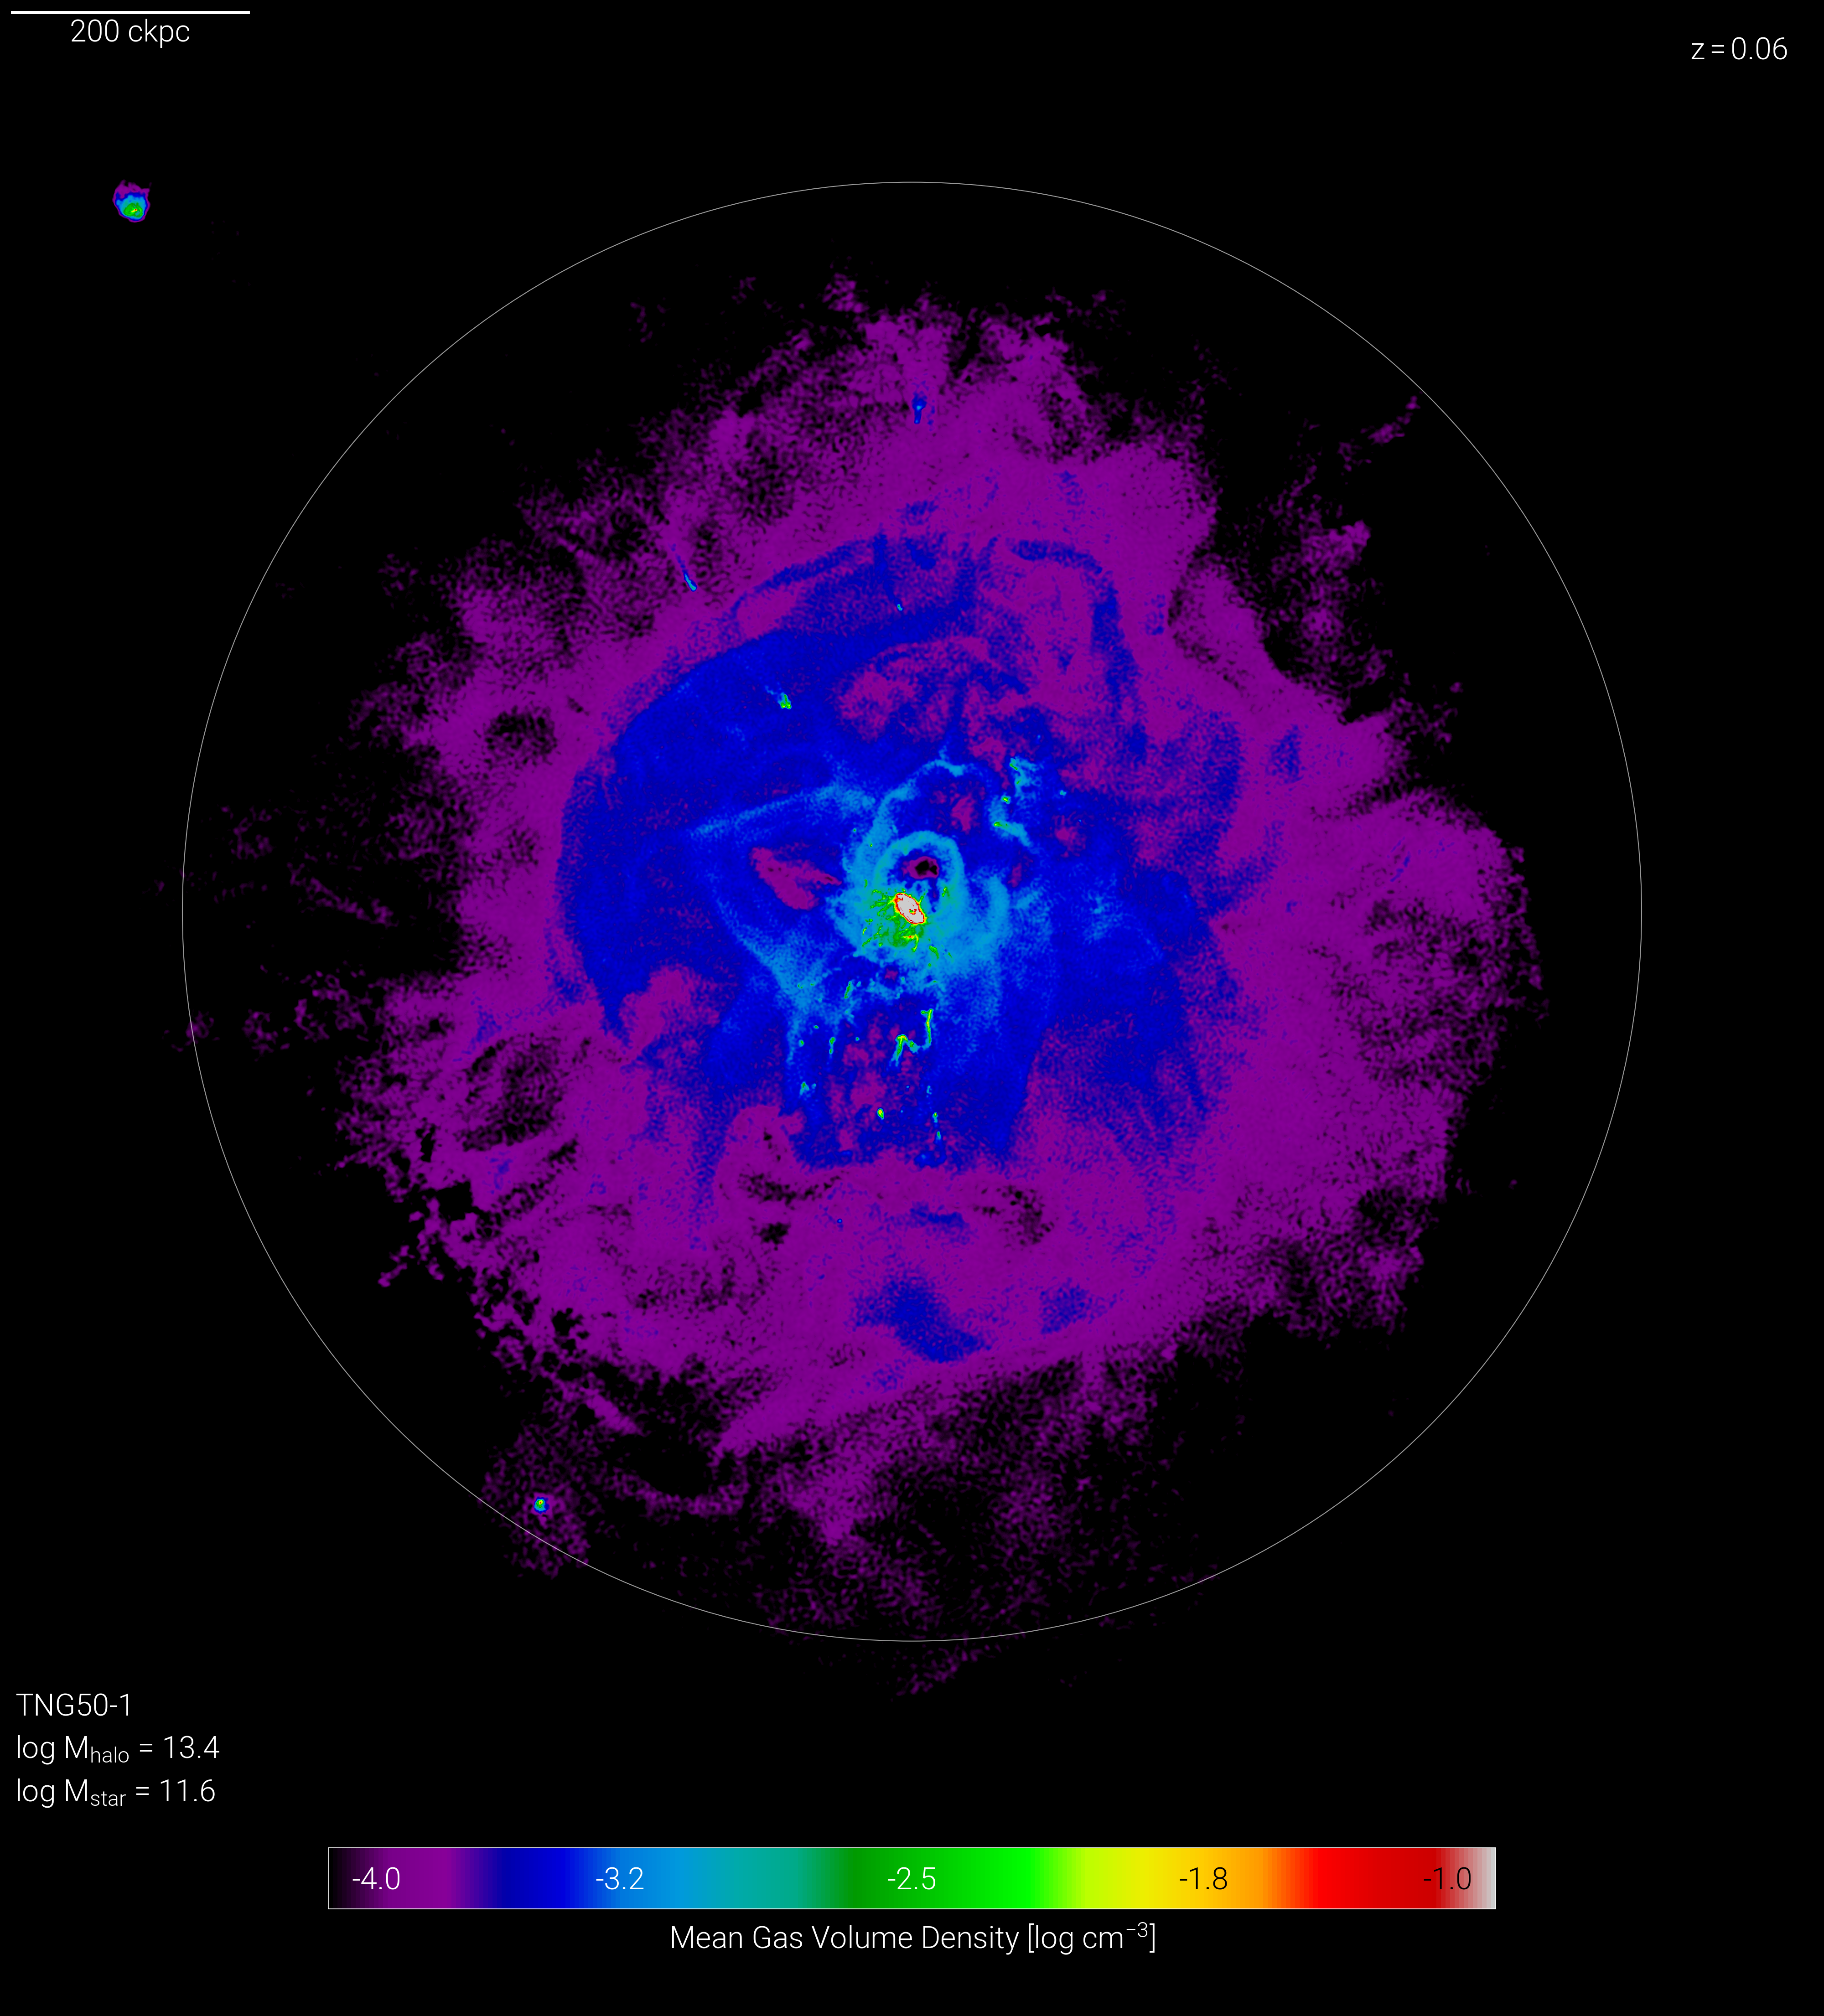 200 ckpc
z = 0.06
TNG50-1
log Mhalo = 13.4
log Mstar = 11.6
-4.0 -3.2 -2.5 -1.8 -1.0
Mean Gas Volume Density [log cm⁻³]